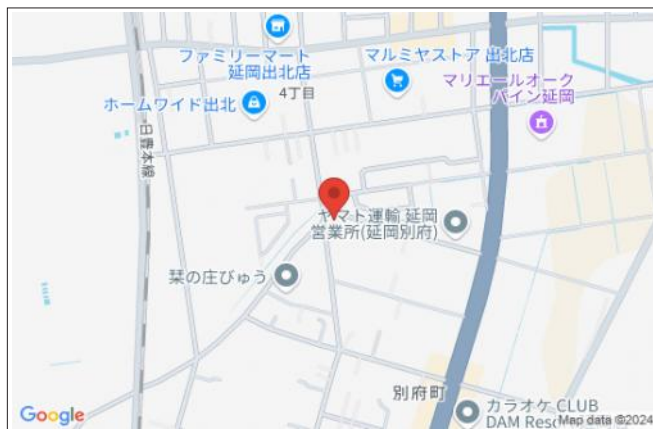 ファミリーマート
延岡出北店
マルミヤストア 出北店
マリエールオーク
パイン延岡
4丁目
ホームワイド出北
日豊本線
ヤマト運輸 延岡
営業所(延岡別府)
栞の庄びゅう
別府町
カラオケ CLUB
DAM Reso
Google
Map data ©2024